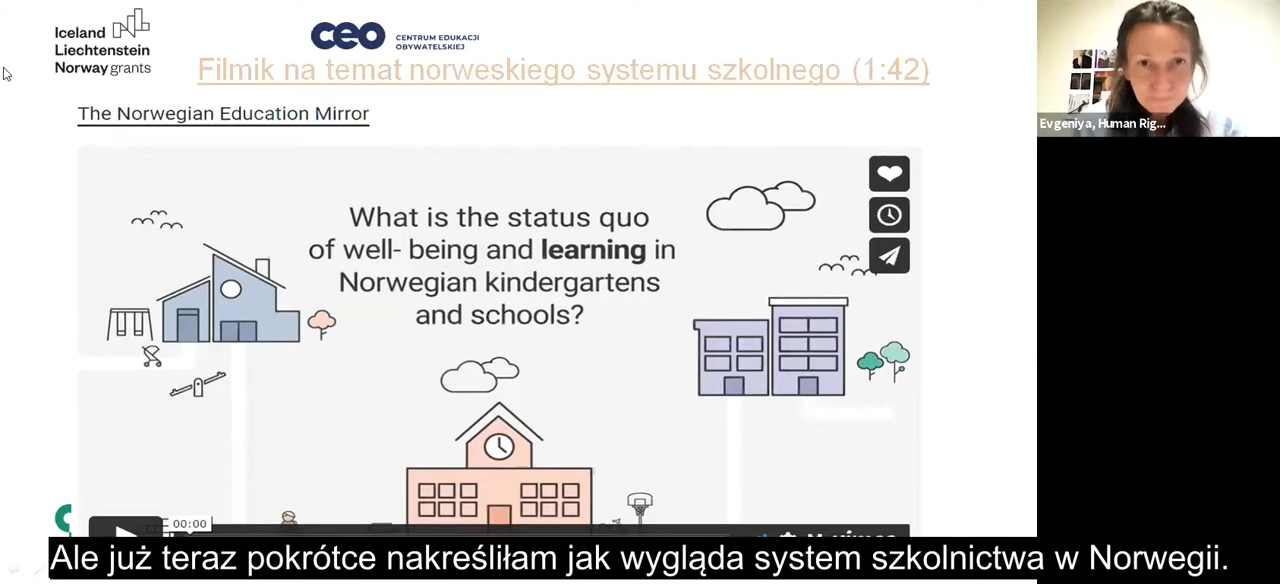 Iceland
Liechtenstein
Norway grants
ceo CENTRUM EDUKACJI
OBYWATELSKIEJ
Filmik na temat norweskiego systemu szkolnego (1:42)
The Norwegian Education Mirror
Evgeniya, Human Rig...
What is the status quo
of well- being and learning in
Norwegian kindergartens
and schools?
00:00
Ale już teraz pokrótce nakreśliłam jak wygląda system szkolnictwa w Norwegii.